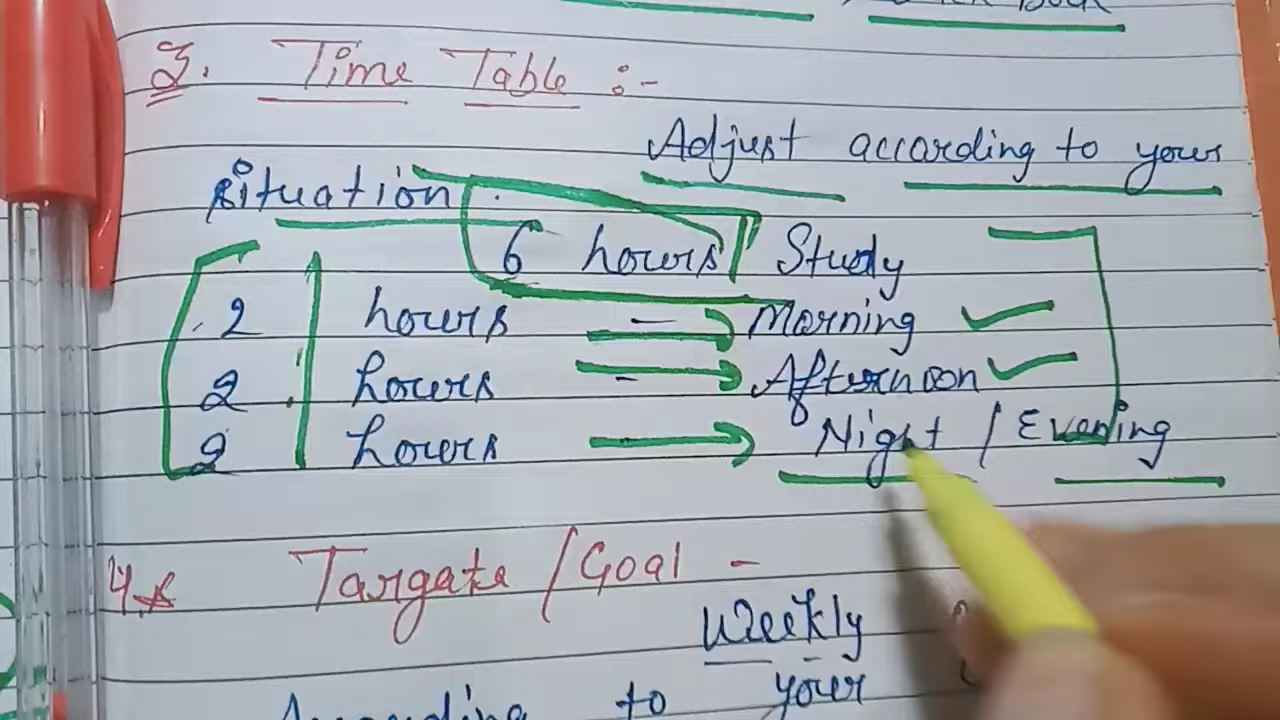 3. Time Table :-
Adjust according to your
situation.
6 hours Study
2 hours - Morning
2 hours - Afternoon
2 hours Night / Evening
4. Targate / Goal -
Weekly
According to your